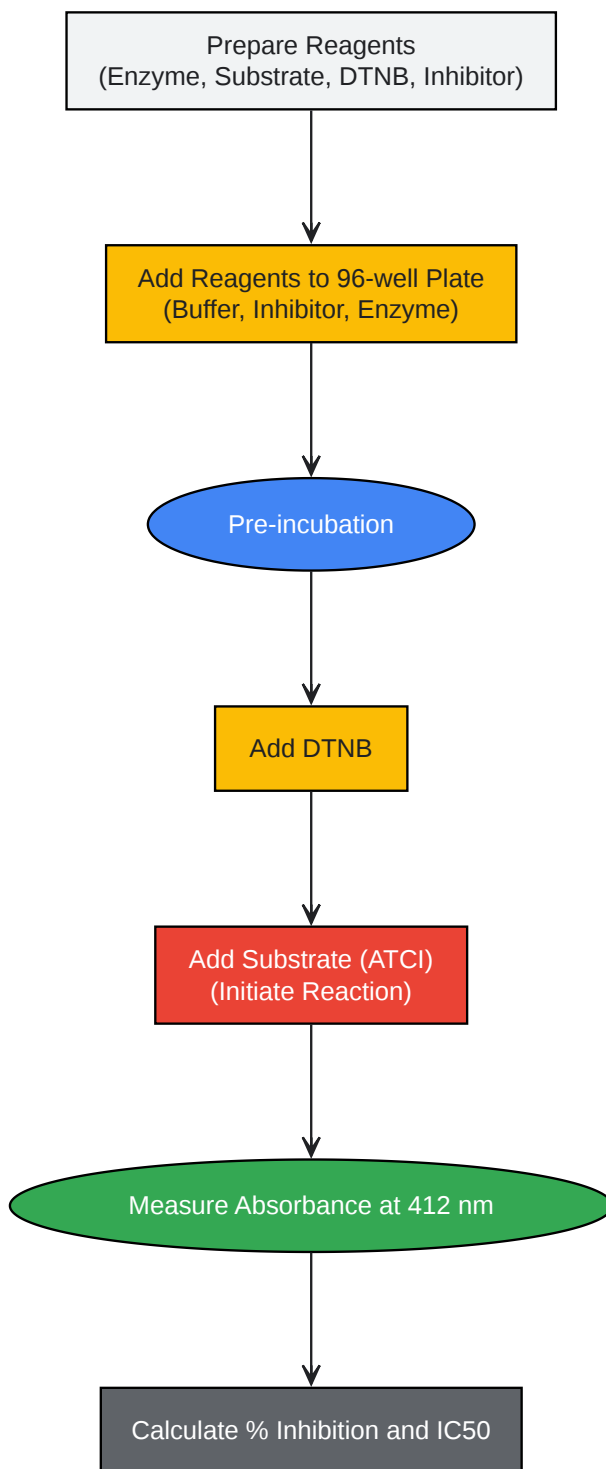 Prepare Reagents
(Enzyme, Substrate, DTNB, Inhibitor)
Add Reagents to 96-well Plate
(Buffer, Inhibitor, Enzyme)
Pre-incubation
Add DTNB
Add Substrate (ATCI)
(Initiate Reaction)
Measure Absorbance at 412 nm
Calculate % Inhibition and IC50